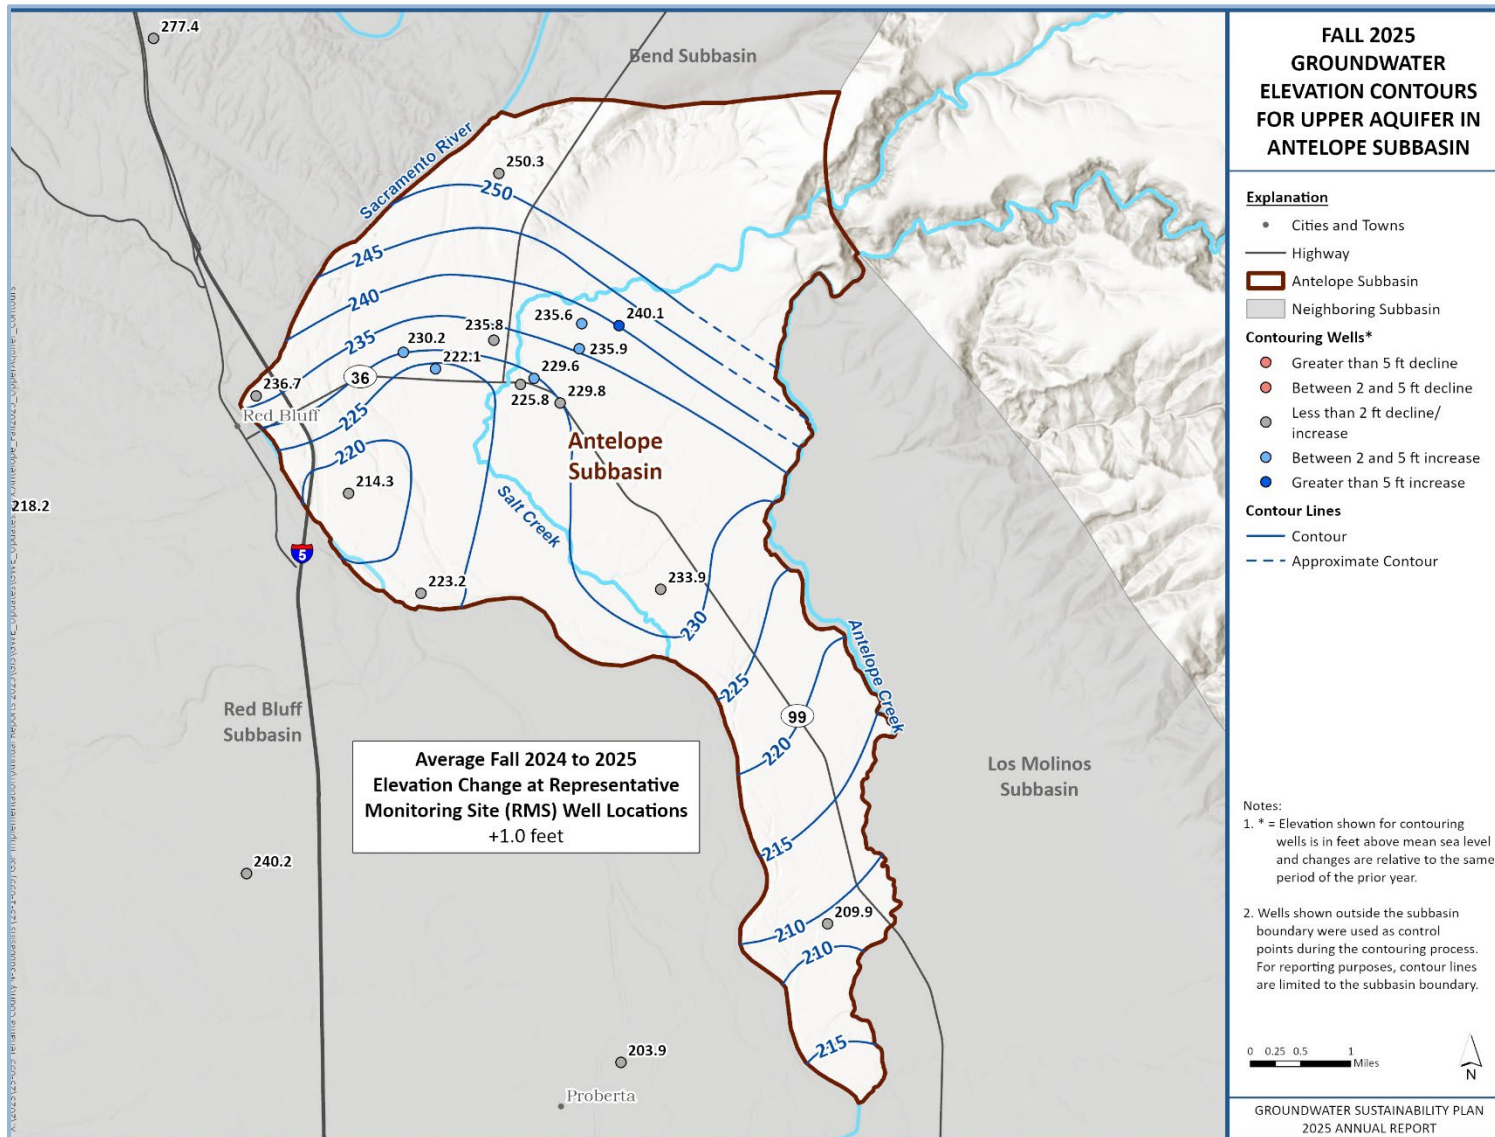 277.4
Bend Subbasin
Sacramento River
250.3
250
245
240
235
235.6
240.1
235.8
235.9
230.2
222.1
229.6
225.8
229.8
236.7
36
Red Bluff
225
220
214.3
Antelope
Subbasin
Salt Creek
218.2
5
223.2
233.9
230
225
Antelope Creek
99
220
Red Bluff
Subbasin
Los Molinos
Subbasin
Average Fall 2024 to 2025
Elevation Change at Representative
Monitoring Site (RMS) Well Locations
+1.0 feet
215
240.2
209.9
210
210
215
203.9
Proberta
FALL 2025
GROUNDWATER
ELEVATION CONTOURS
FOR UPPER AQUIFER IN
ANTELOPE SUBBASIN
Explanation
Cities and Towns
Highway
Antelope Subbasin
Neighboring Subbasin
Contouring Wells*
Greater than 5 ft decline
Between 2 and 5 ft decline
Less than 2 ft decline/
increase
Between 2 and 5 ft increase
Greater than 5 ft increase
Contour Lines
Contour
Approximate Contour
Notes:
1. * = Elevation shown for contouring
wells is in feet above mean sea level
and changes are relative to the same
period of the prior year.
2. Wells shown outside the subbasin
boundary were used as control
points during the contouring process.
For reporting purposes, contour lines
are limited to the subbasin boundary.
0 0.25 0.5 1
Miles
N
GROUNDWATER SUSTAINABILITY PLAN
2025 ANNUAL REPORT